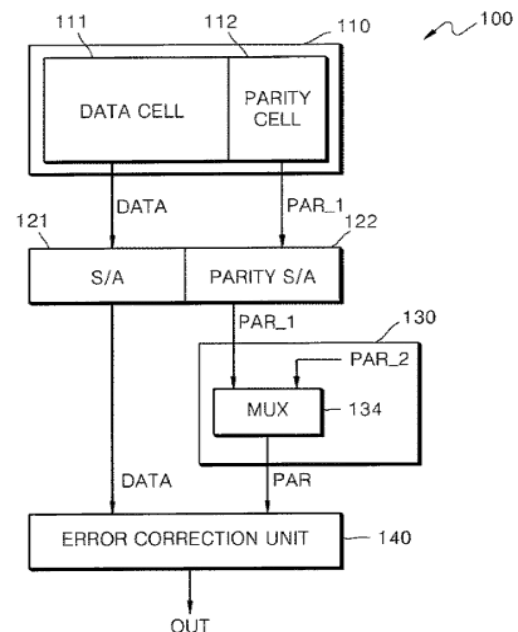 111
112
110
100
DATA CELL
PARITY
CELL
DATA
PAR_1
121
122
S/A
PARITY S/A
PAR_1
130
PAR_2
MUX
134
DATA
PAR
ERROR CORRECTION UNIT
140
OUT